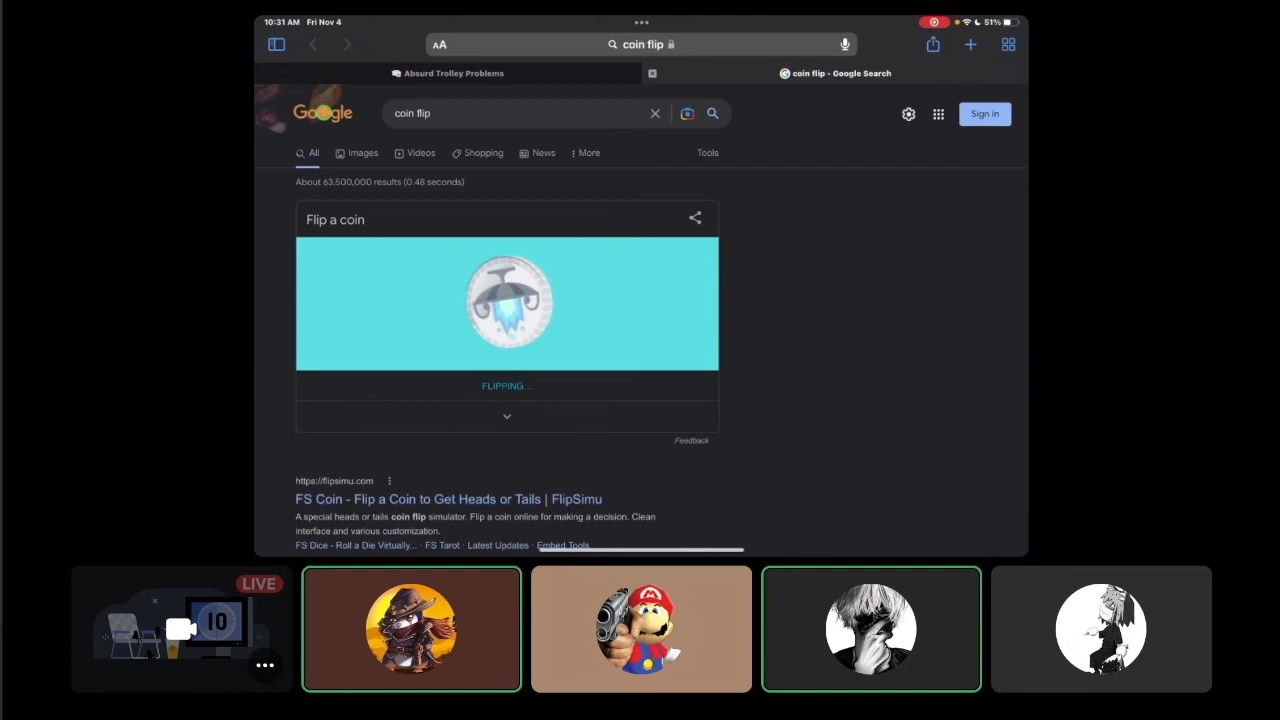 10:31 AM Fri Nov 4
51%
AA
coin flip
Absurd Trolley Problems
coin flip - Google Search
Google
coin flip
Sign in
All
Images
Videos
Shopping
News
More
Tools
About 63,500,000 results (0.48 seconds)
Flip a coin
FLIPPING...
Feedback
https://flipsimu.com
FS Coin - Flip a Coin to Get Heads or Tails | FlipSimu
A special heads or tails coin flip simulator. Flip a coin online for making a decision. Clean
interface and various customization.
FS Dice - Roll a Die Virtually... · FS Tarot · Latest Updates · Embed Tools
LIVE
10